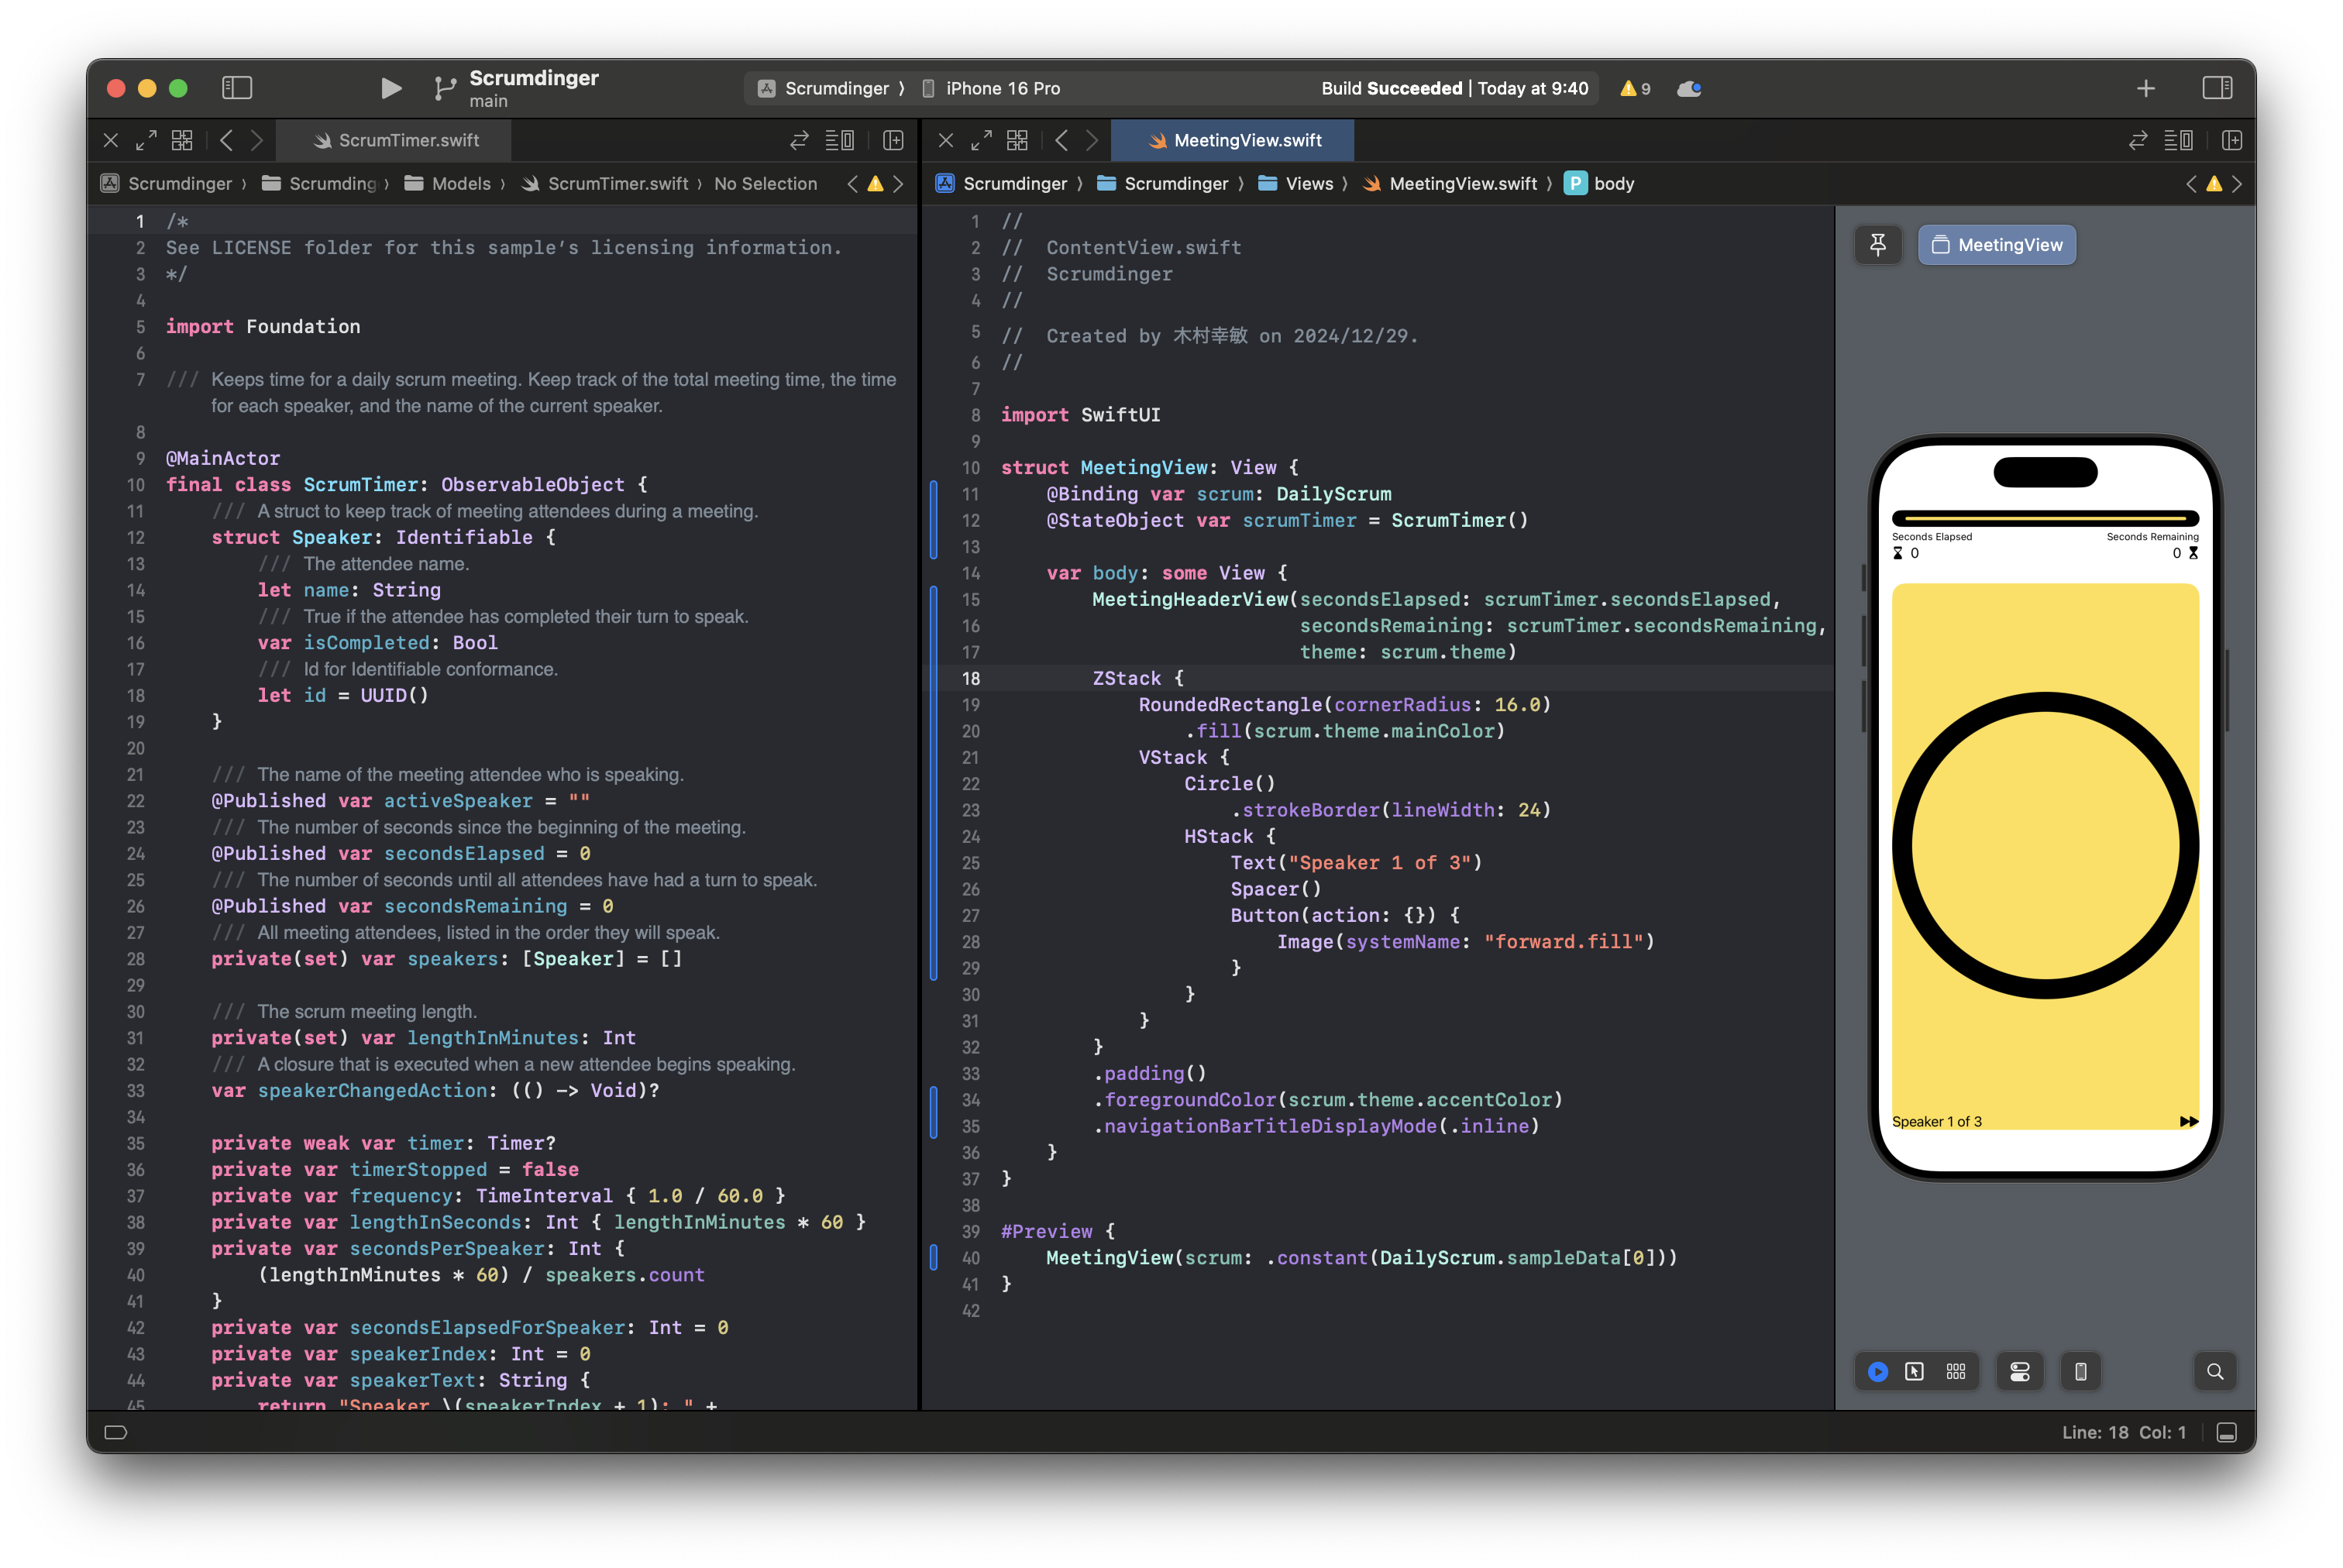 Scrumdinger
main
Scrumdinger 〉 iPhone 16 Pro
Build Succeeded | Today at 9:40
9
ScrumTimer.swift
Scrumdinger 〉 Scrumding 〉 Models 〉 ScrumTimer.swift 〉 No Selection
1 /*
2 See LICENSE folder for this sample’s licensing information.
3 */
4
5 import Foundation
6
7 /// Keeps time for a daily scrum meeting. Keep track of the total meeting time, the time
for each speaker, and the name of the current speaker.
8
9 @MainActor
10 final class ScrumTimer: ObservableObject {
11 /// A struct to keep track of meeting attendees during a meeting.
12 struct Speaker: Identifiable {
13 /// The attendee name.
14 let name: String
15 /// True if the attendee has completed their turn to speak.
16 var isCompleted: Bool
17 /// Id for Identifiable conformance.
18 let id = UUID()
19 }
20
21 /// The name of the meeting attendee who is speaking.
22 @Published var activeSpeaker = ""
23 /// The number of seconds since the beginning of the meeting.
24 @Published var secondsElapsed = 0
25 /// The number of seconds until all attendees have had a turn to speak.
26 @Published var secondsRemaining = 0
27 /// All meeting attendees, listed in the order they will speak.
28 private(set) var speakers: [Speaker] = []
29
30 /// The scrum meeting length.
31 private(set) var lengthInMinutes: Int
32 /// A closure that is executed when a new attendee begins speaking.
33 var speakerChangedAction: (() -> Void)?
34
35 private weak var timer: Timer?
36 private var timerStopped = false
37 private var frequency: TimeInterval { 1.0 / 60.0 }
38 private var lengthInSeconds: Int { lengthInMinutes * 60 }
39 private var secondsPerSpeaker: Int {
40 (lengthInMinutes * 60) / speakers.count
41 }
42 private var secondsElapsedForSpeaker: Int = 0
43 private var speakerIndex: Int = 0
44 private var speakerText: String {
45 return "Speaker \(speakerIndex + 1): " +
MeetingView.swift
Scrumdinger 〉 Scrumdinger 〉 Views 〉 MeetingView.swift 〉 P body
1 //
2 //  ContentView.swift
3 //  Scrumdinger
4 //
5 //  Created by 木村幸敏 on 2024/12/29.
6 //
7
8 import SwiftUI
9
10 struct MeetingView: View {
11 @Binding var scrum: DailyScrum
12 @StateObject var scrumTimer = ScrumTimer()
13
14 var body: some View {
15 MeetingHeaderView(secondsElapsed: scrumTimer.secondsElapsed,
16 secondsRemaining: scrumTimer.secondsRemaining,
17 theme: scrum.theme)
18 ZStack {
19 RoundedRectangle(cornerRadius: 16.0)
20 .fill(scrum.theme.mainColor)
21 VStack {
22 Circle()
23 .strokeBorder(lineWidth: 24)
24 HStack {
25 Text("Speaker 1 of 3")
26 Spacer()
27 Button(action: {}) {
28 Image(systemName: "forward.fill")
29 }
30 }
31 }
32 }
33 .padding()
34 .foregroundColor(scrum.theme.accentColor)
35 .navigationBarTitleDisplayMode(.inline)
36 }
37 }
38
39 #Preview {
40 MeetingView(scrum: .constant(DailyScrum.sampleData[0]))
41 }
42
MeetingView
Seconds Elapsed Seconds Remaining
0 0
Speaker 1 of 3
Line: 18 Col: 1